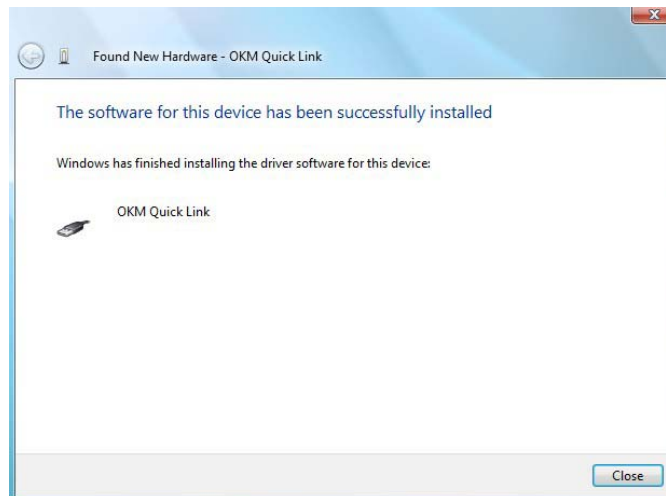 Found New Hardware - OKM Quick Link
The software for this device has been successfully installed
Windows has finished installing the driver software for this device:
OKM Quick Link
Close